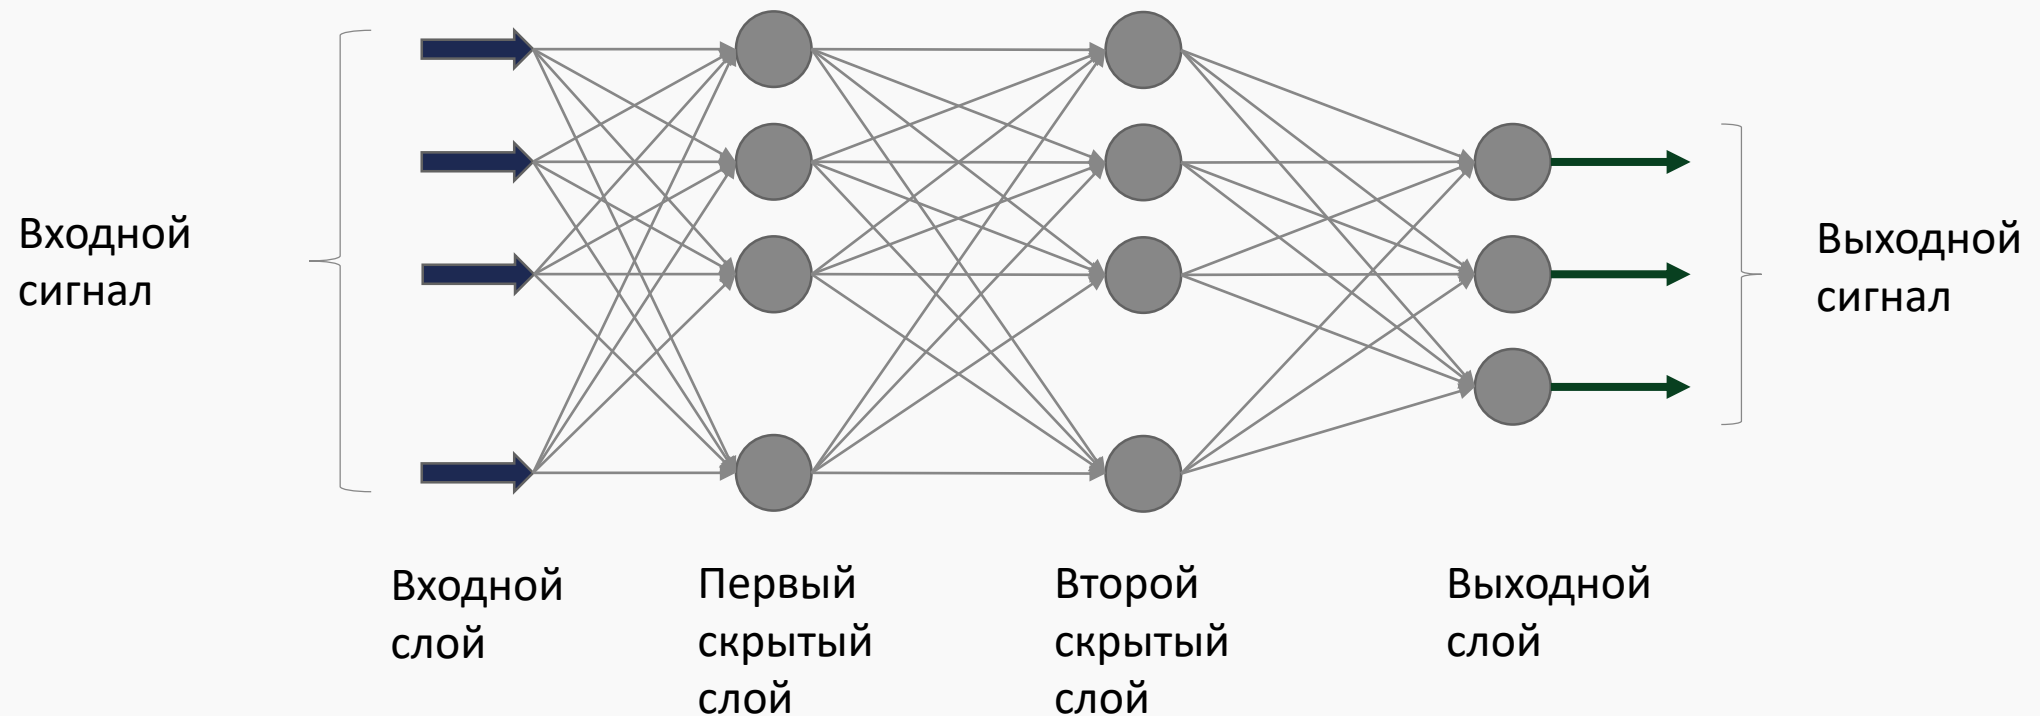 Входной
сигнал
Выходной
сигнал
Входной
слой
Первый
скрытый
слой
Второй
скрытый
слой
Выходной
слой